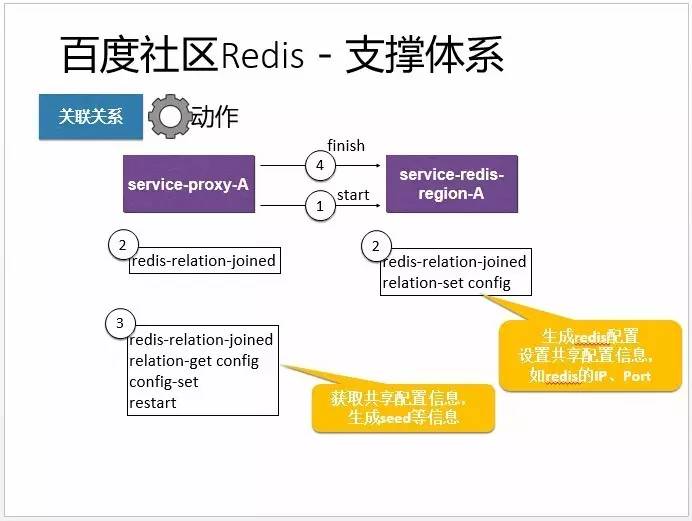 百度社区Redis - 支撑体系
关联关系
动作
finish
4
service-proxy-A
service-redis-
region-A
1
start
2
redis-relation-joined
2
redis-relation-joined
relation-set config
3
redis-relation-joined
relation-get config
config-set
restart
生成redis配置
设置共享配置信息,
如redis的IP、Port
获取共享配置信息,
生成seed等信息